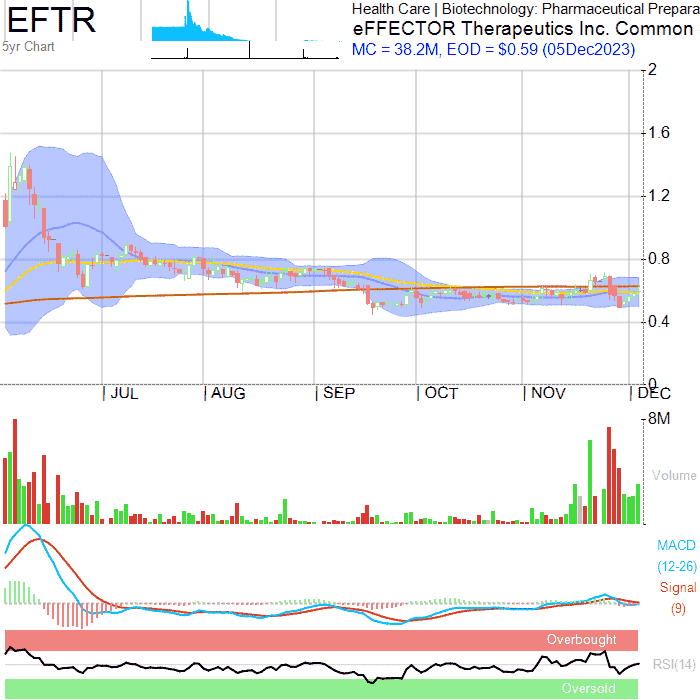 EFTR
5yr Chart
Health Care | Biotechnology: Pharmaceutical Prepara
eFFECTOR Therapeutics Inc. Common
MC = 38.2M, EOD = $0.59 (05Dec2023)
2
1.6
1.2
0.8
0.4
0
JUL AUG SEP OCT NOV DEC
8M
Volume
MACD
(12-26)
Signal
(9)
Overbought
RSI(14)
Oversold